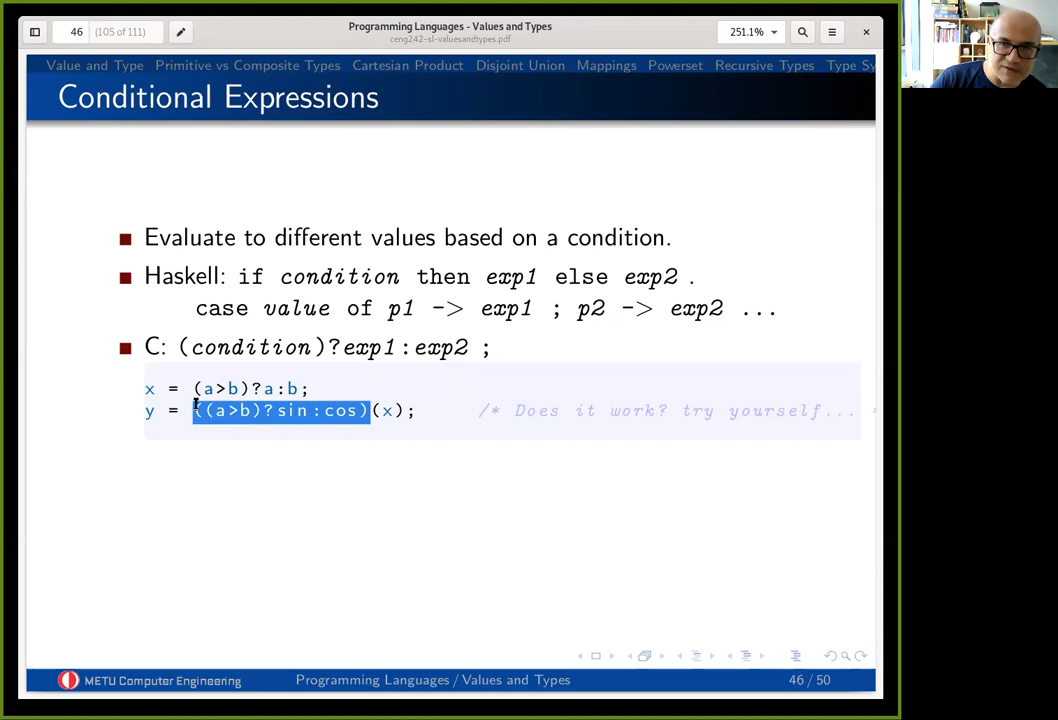 46 (105 of 111)
Programming Languages - Values and Types
ceng242-sl-valuesandtypes.pdf
251.1%
Value and Type Primitive vs Composite Types Cartesian Product Disjoint Union Mappings Powerset Recursive Types Type Sy
Conditional Expressions
Evaluate to different values based on a condition.
Haskell: if condition then exp1 else exp2 .
case value of p1 -> exp1 ; p2 -> exp2 ...
C: (condition)?exp1:exp2 ;
x = (a>b)?a:b;
y = ((a>b)?sin:cos)(x); /* Does it work? try yourself... *
METU Computer Engineering Programming Languages / Values and Types 46 / 50